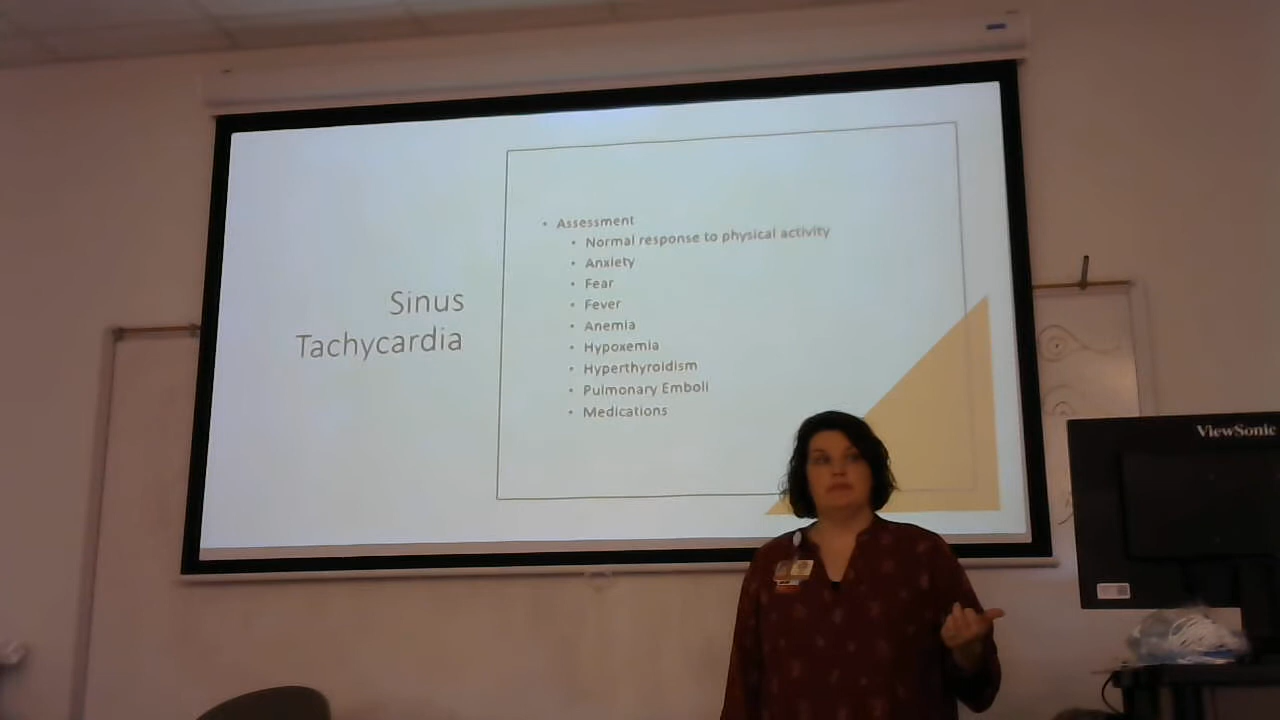 Sinus
Tachycardia
• Assessment
• Normal response to physical activity
• Anxiety
• Fear
• Fever
• Anemia
• Hypoxemia
• Hyperthyroidism
• Pulmonary Emboli
• Medications
ViewSonic